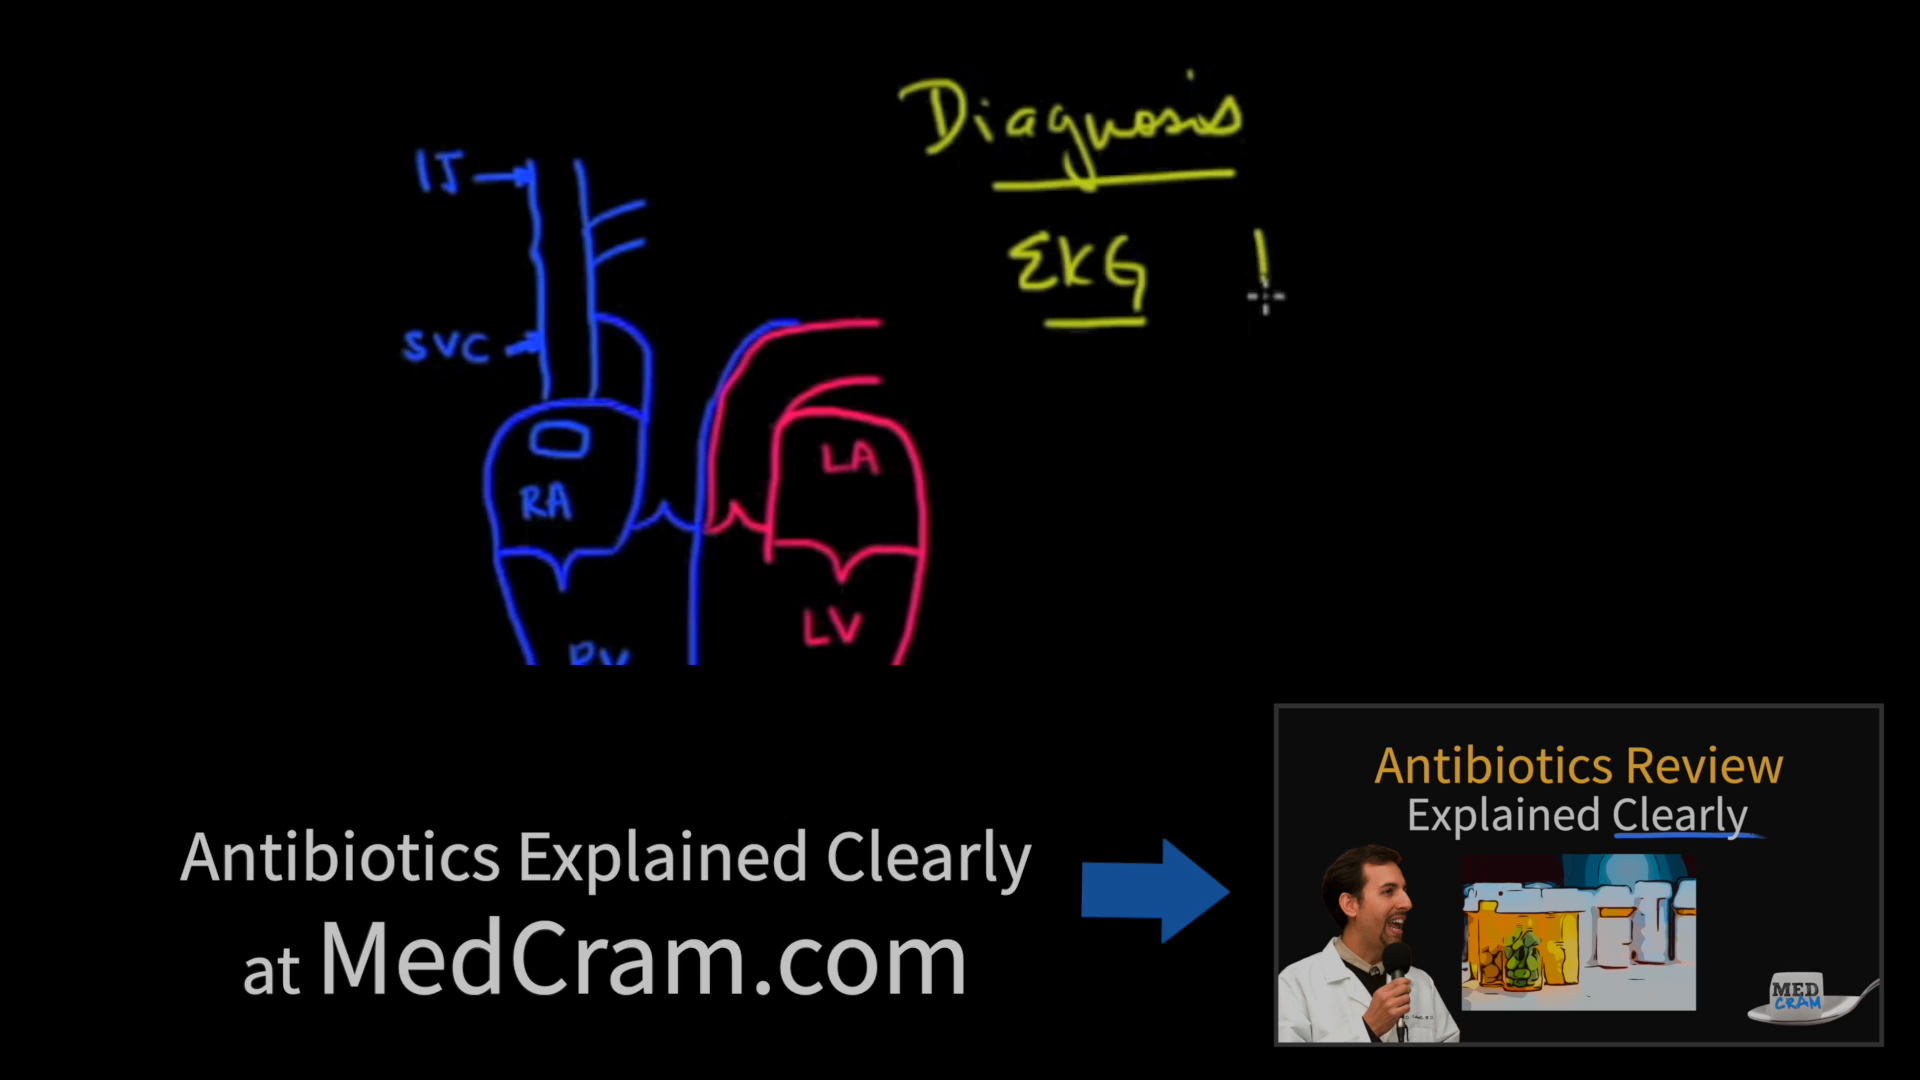 Diagnosis
IJ
EKG
SVC
LA
RA
LV
RV
Antibiotics Review
Explained Clearly
Antibiotics Explained Clearly
at MedCram.com
MED
CRAM